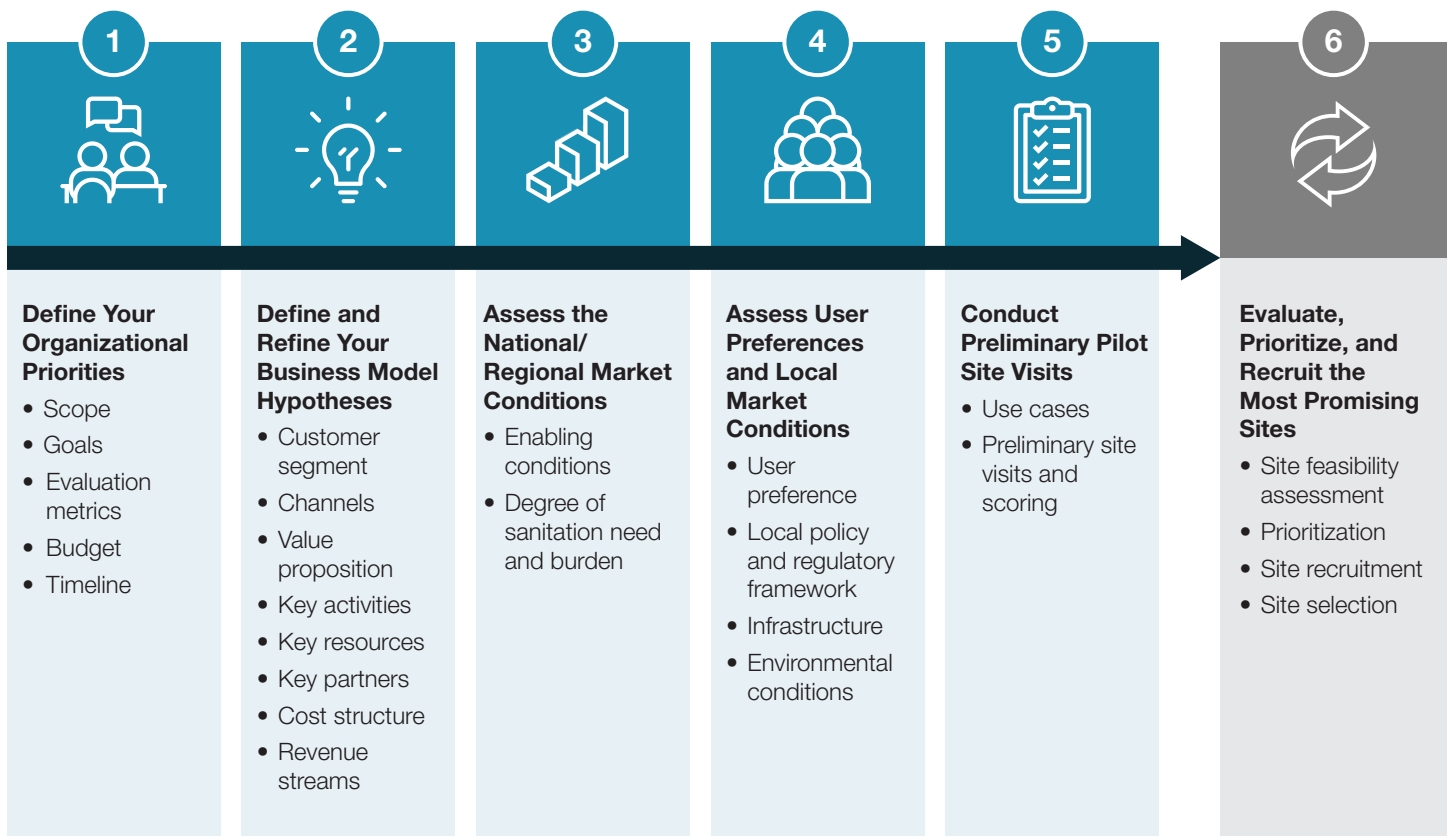 1
Define Your
Organizational
Priorities
• Scope
• Goals
• Evaluation
metrics
• Budget
• Timeline
2
Define and
Refine Your
Business Model
Hypotheses
• Customer
segment
• Channels
• Value
proposition
• Key activities
• Key resources
• Key partners
• Cost structure
• Revenue
streams
3
Assess the
National/
Regional Market
Conditions
• Enabling
conditions
• Degree of
sanitation need
and burden
4
Assess User
Preferences
and Local
Market
Conditions
• User
preference
• Local policy
and regulatory
framework
• Infrastructure
• Environmental
conditions
5
Conduct
Preliminary Pilot
Site Visits
• Use cases
• Preliminary site
visits and
scoring
6
Evaluate,
Prioritize, and
Recruit the
Most Promising
Sites
• Site feasibility
assessment
• Prioritization
• Site recruitment
• Site selection